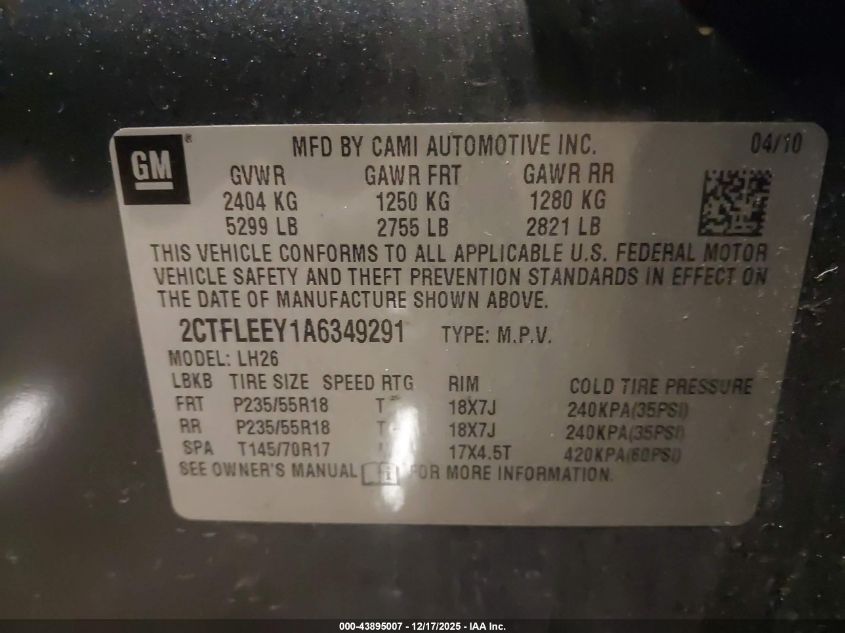 GM
MFD BY CAMI AUTOMOTIVE INC. 04/10
GVWR GAWR FRT GAWR RR
2404 KG 1250 KG 1280 KG
5299 LB 2755 LB 2821 LB
THIS VEHICLE CONFORMS TO ALL APPLICABLE U.S. FEDERAL MOTOR
VEHICLE SAFETY AND THEFT PREVENTION STANDARDS IN EFFECT ON
THE DATE OF MANUFACTURE SHOWN ABOVE.
2CTFLEEY1A6349291 TYPE: M.P.V.
MODEL: LH26
LBKB TIRE SIZE SPEED RTG RIM COLD TIRE PRESSURE
FRT P235/55R18 T 18X7J 240KPA(35PSI)
RR P235/55R18 T 18X7J 240KPA(35PSI)
SPA T145/70R17 17X4.5T 420KPA(60PSI)
SEE OWNER'S MANUAL FOR MORE INFORMATION.
000-43895007 - 12/17/2025 - IAA Inc.